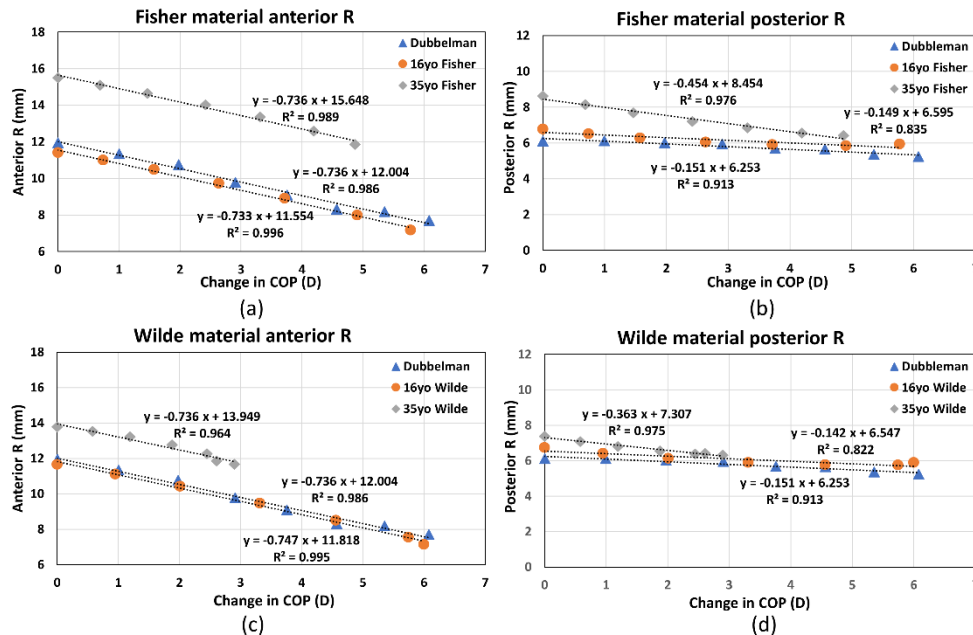 Fisher material anterior R
18
16
14
12
10
8
6
Anterior R (mm)
Dubbelman
16yo Fisher
35yo Fisher
y = -0.736 x + 15.648
R² = 0.989
y = -0.736 x + 12.004
R² = 0.986
y = -0.733 x + 11.554
R² = 0.996
0 1 2 3 4 5 6 7
Change in COP (D)
(a)
Fisher material posterior R
12
10
8
6
4
2
0
Posterior R (mm)
Dubbleman
16yo Fisher
35yo Fisher
y = -0.454 x + 8.454
R² = 0.976
y = -0.149 x + 6.595
R² = 0.835
y = -0.151 x + 6.253
R² = 0.913
0 1 2 3 4 5 6 7
Change in COP (D)
(b)
Wilde material anterior R
18
16
14
12
10
8
6
Anterior R (mm)
Dubbelman
16yo Wilde
35yo Wilde
y = -0.736 x + 13.949
R² = 0.964
y = -0.736 x + 12.004
R² = 0.986
y = -0.747 x + 11.818
R² = 0.995
0 1 2 3 4 5 6 7
Change in COP (D)
(c)
Wilde material posterior R
12
10
8
6
4
2
0
Posterior R (mm)
Dubbleman
16yo Wilde
35yo Wilde
y = -0.363 x + 7.307
R² = 0.975
y = -0.142 x + 6.547
R² = 0.822
y = -0.151 x + 6.253
R² = 0.913
0 1 2 3 4 5 6 7
Change in COP (D)
(d)